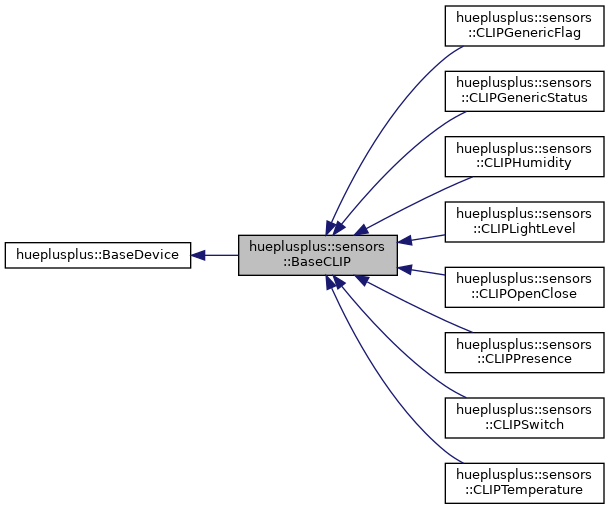 hueplusplus::sensors
::CLIPGenericFlag
hueplusplus::sensors
::CLIPGenericStatus
hueplusplus::sensors
::CLIPHumidity
hueplusplus::sensors
::CLIPLightLevel
hueplusplus::BaseDevice
hueplusplus::sensors
::BaseCLIP
hueplusplus::sensors
::CLIPOpenClose
hueplusplus::sensors
::CLIPPresence
hueplusplus::sensors
::CLIPSwitch
hueplusplus::sensors
::CLIPTemperature